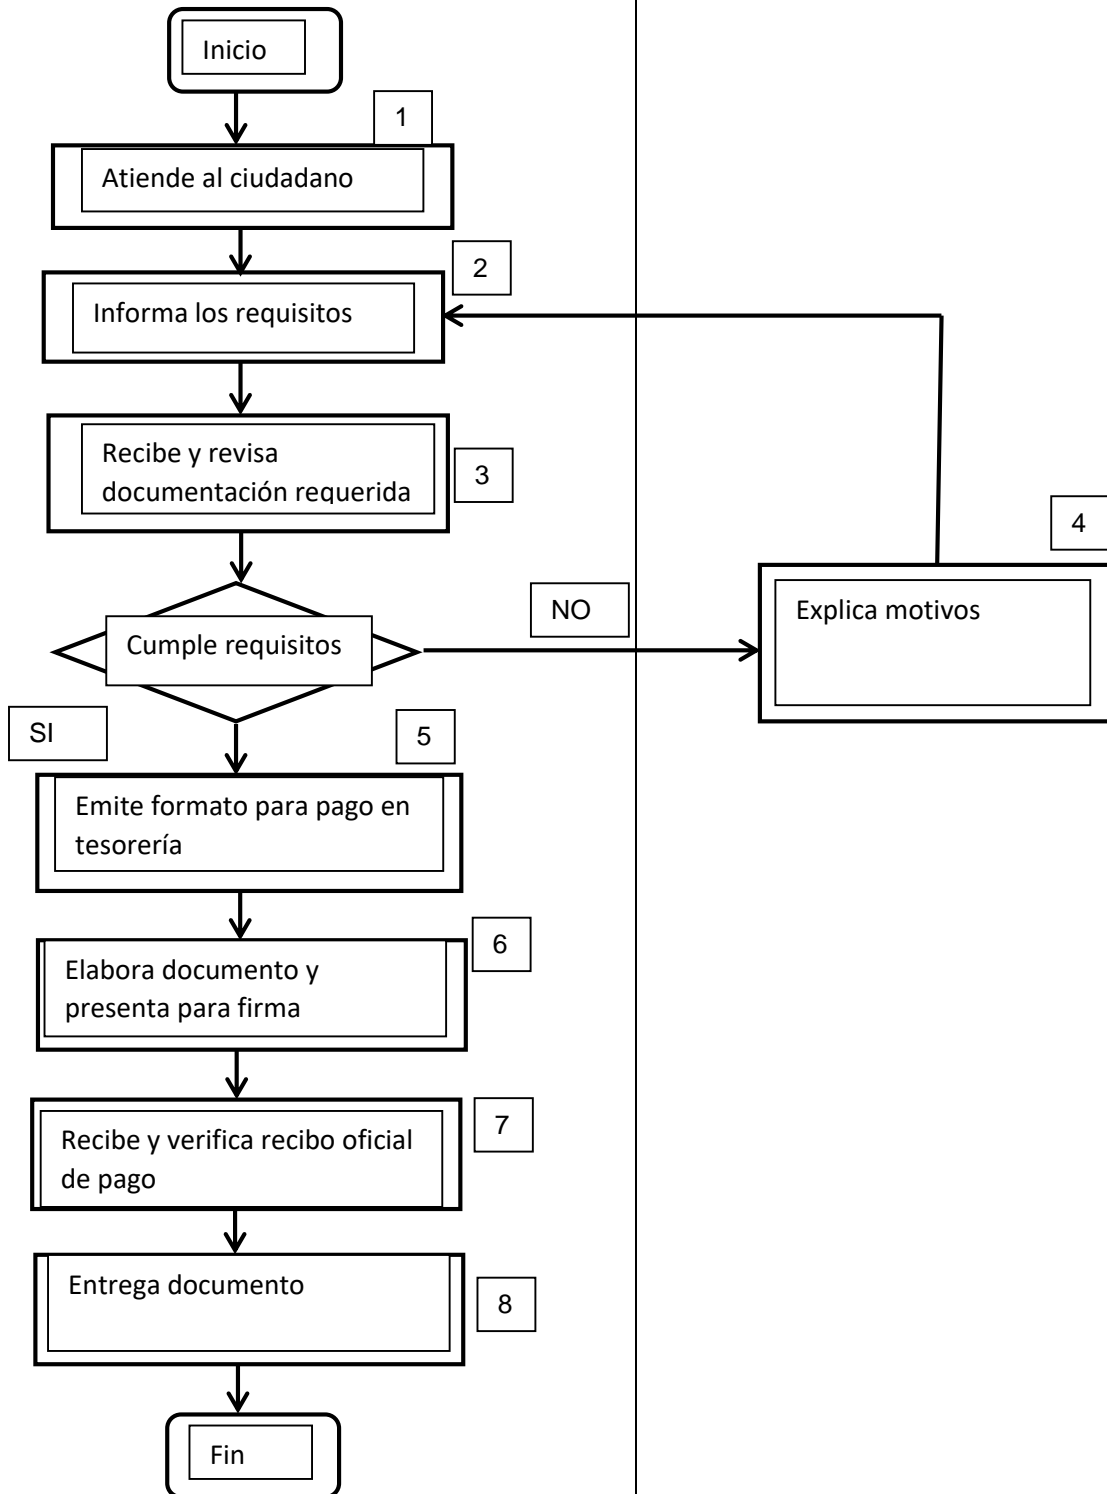 Inicio
1
Atiende al ciudadano
2
Informa los requisitos
Recibe y revisa
documentación requerida
3
4
NO
Explica motivos
Cumple requisitos
SI
5
Emite formato para pago en
tesorería
6
Elabora documento y
presenta para firma
7
Recibe y verifica recibo oficial
de pago
Entrega documento
8
Fin